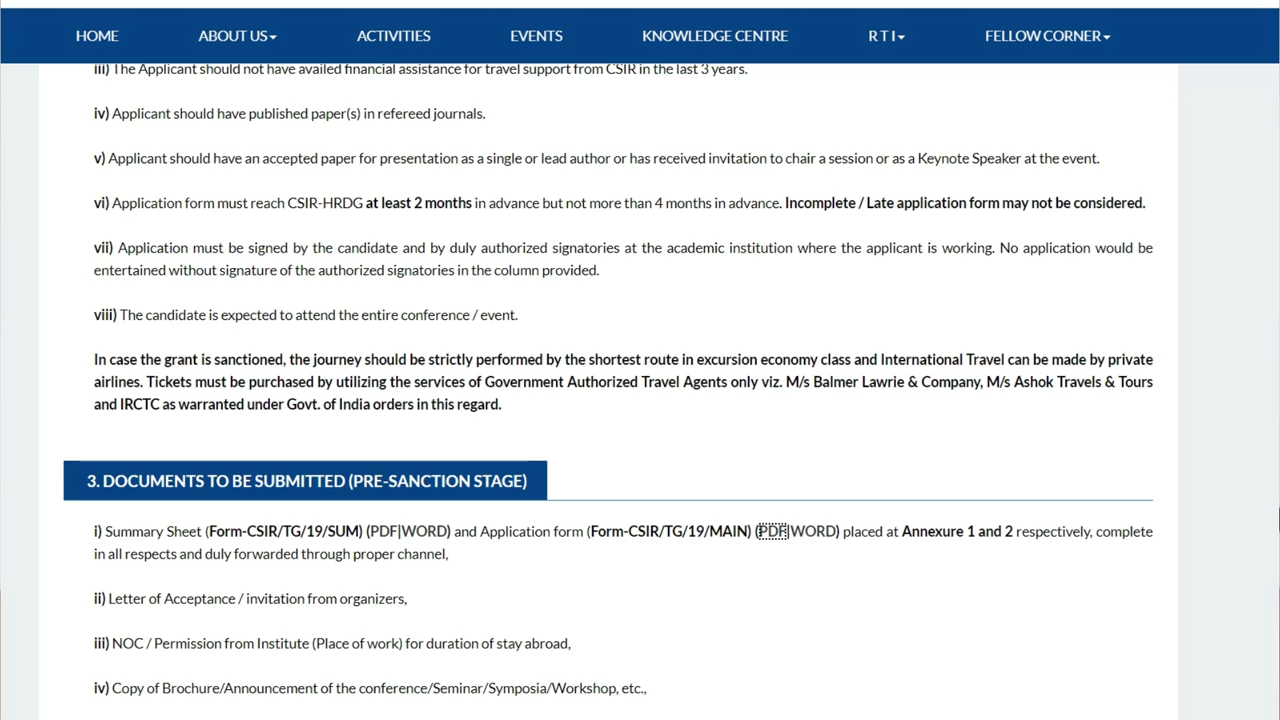 HOME ABOUT US ACTIVITIES EVENTS KNOWLEDGE CENTRE R T I FELLOW CORNER
iii) The Applicant should not have availed financial assistance for travel support from CSIR in the last 3 years.
iv) Applicant should have published paper(s) in refereed journals.
v) Applicant should have an accepted paper for presentation as a single or lead author or has received invitation to chair a session or as a Keynote Speaker at the event.
vi) Application form must reach CSIR-HRDG at least 2 months in advance but not more than 4 months in advance. Incomplete / Late application form may not be considered.
vii) Application must be signed by the candidate and by duly authorized signatories at the academic institution where the applicant is working. No application would be
entertained without signature of the authorized signatories in the column provided.
viii) The candidate is expected to attend the entire conference / event.
In case the grant is sanctioned, the journey should be strictly performed by the shortest route in excursion economy class and International Travel can be made by private
airlines. Tickets must be purchased by utilizing the services of Government Authorized Travel Agents only viz. M/s Balmer Lawrie & Company, M/s Ashok Travels & Tours
and IRCTC as warranted under Govt. of India orders in this regard.
3. DOCUMENTS TO BE SUBMITTED (PRE-SANCTION STAGE)
i) Summary Sheet (Form-CSIR/TG/19/SUM) (PDF|WORD) and Application form (Form-CSIR/TG/19/MAIN) (PDF|WORD) placed at Annexure 1 and 2 respectively, complete
in all respects and duly forwarded through proper channel,
ii) Letter of Acceptance / invitation from organizers,
iii) NOC / Permission from Institute (Place of work) for duration of stay abroad,
iv) Copy of Brochure/Announcement of the conference/Seminar/Symposia/Workshop, etc.,